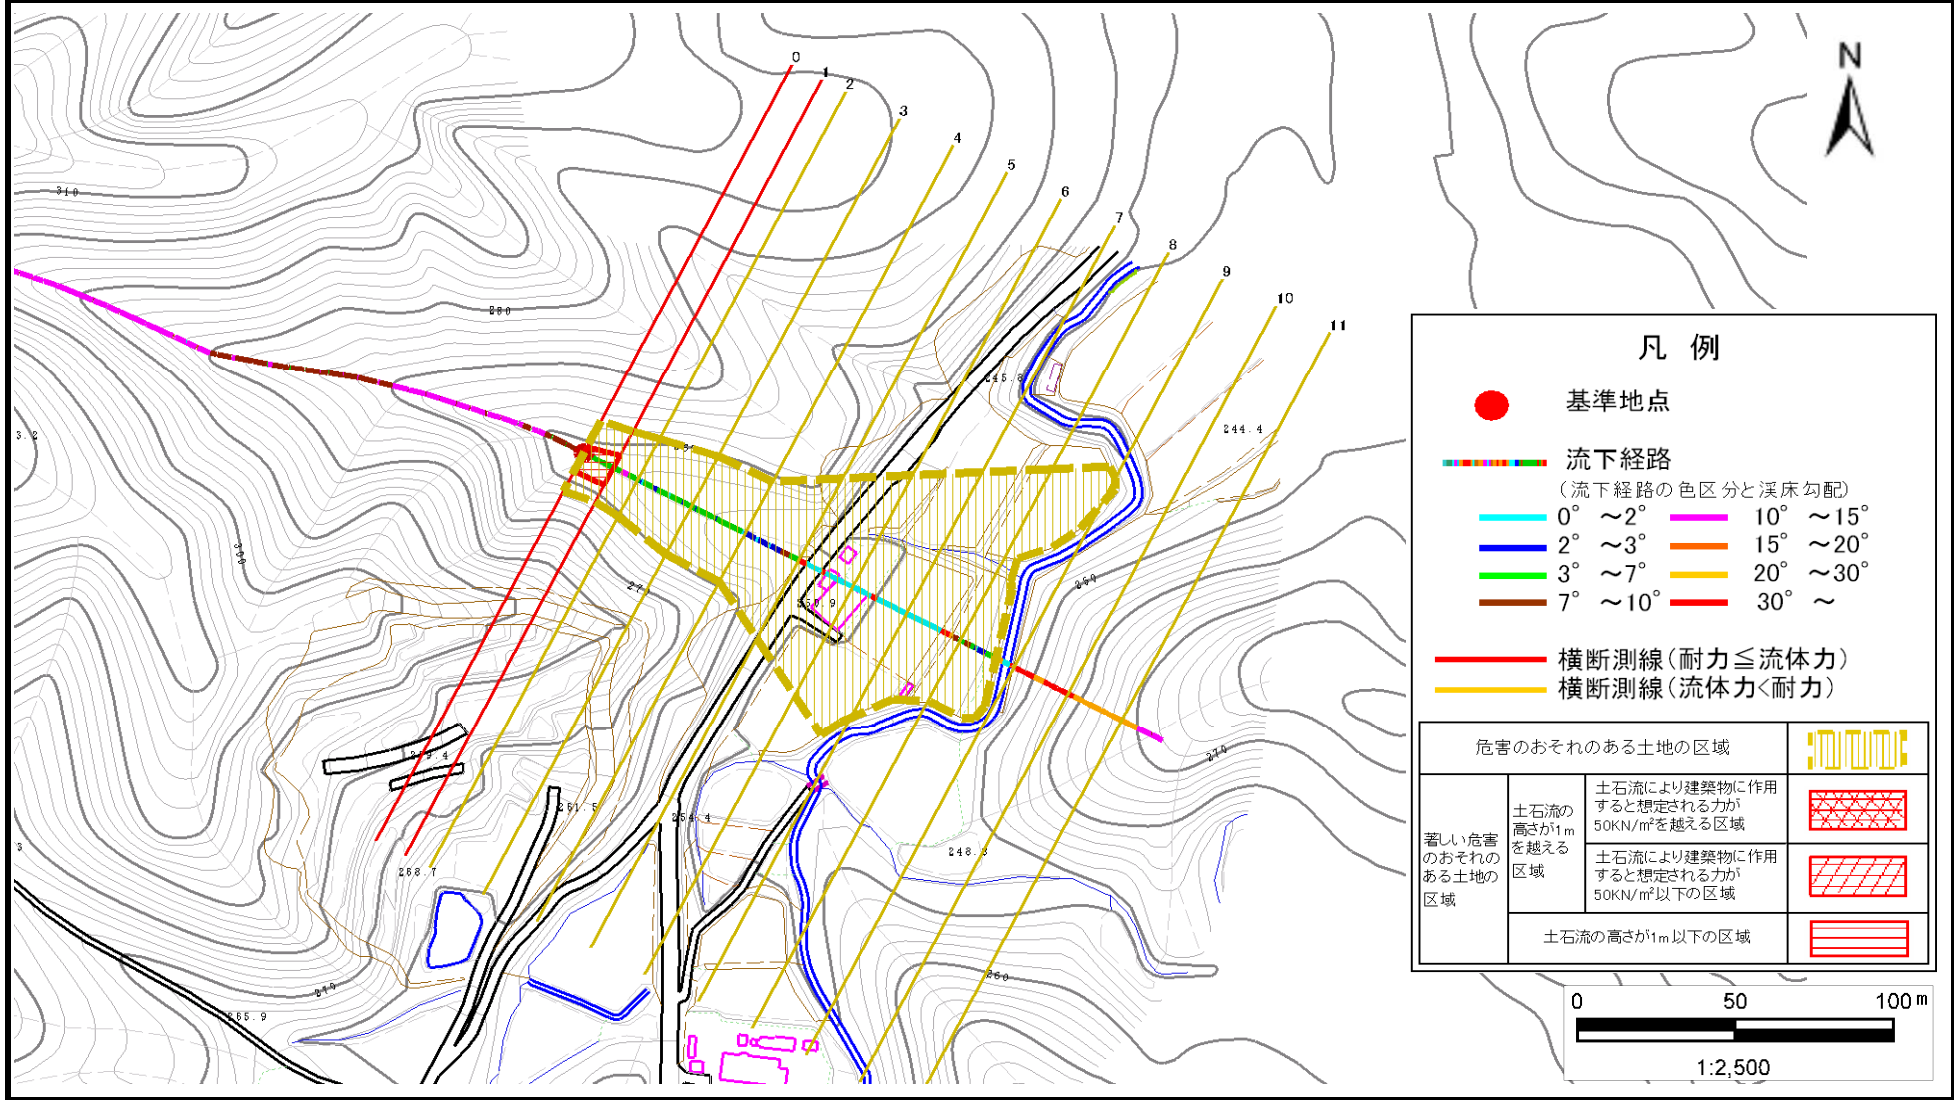 0
1
2
3
4
5
6
7
8
9
10
11
N
310
280
3.2
300
245.8
244.4
260
270
248.3
254.4
261.5
259.4
268.7
265.9
270
260
3
凡 例
基準地点
流下経路
(流下経路の色区分と渓床勾配)
0° ～2° 10° ～15°
2° ～3° 15° ～20°
3° ～7° 20° ～30°
7° ～10° 30° ～
横断測線(耐力≦流体力)
横断測線(流体力<耐力)
危害のおそれのある土地の区域
著しい危害
のおそれの
ある土地の
区域
土石流の
高さが1m
を越える
区域
土石流により建築物に作用
すると想定される力が
50KN/㎡を越える区域
土石流により建築物に作用
すると想定される力が
50KN/㎡以下の区域
土石流の高さが1m以下の区域
0 50 100m
1:2,500